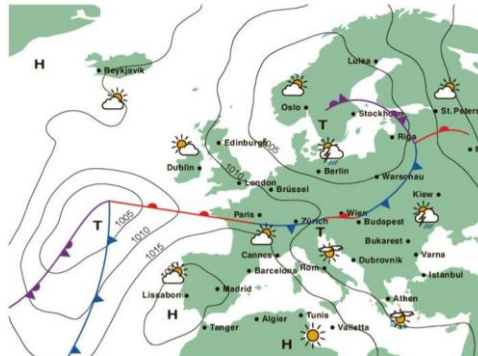 H
Reykjavik
Lulea
Oslo
Stockholm
St. Peters
T
1005
Riga
Edinburgh
Dublin
1010
Berlin
London
Warschau
Brüssel
Kiew
Paris
Zürich
Wien
Budapest
1005
T
1010
1015
T
Bukarest
Cannes
Rom
Dubrovnik
Varna
Barcelona
Istanbul
Lissabon
Madrid
Athen
H
Tanger
Algier
Tunis
Valletta
H